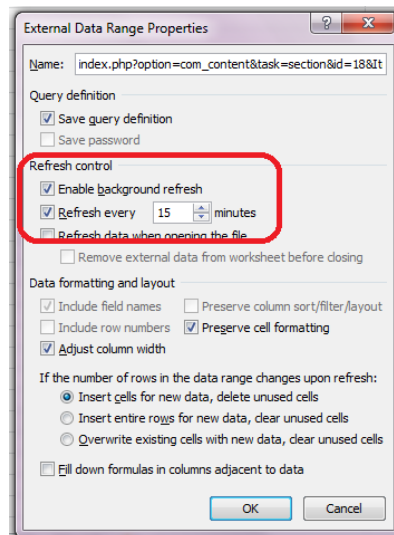 External Data Range Properties
Name: index.php?option=com_content&task=section&id=18&It
Query definition
Save query definition
Save password
Refresh control
Enable background refresh
Refresh every 15 minutes
Refresh data when opening the file
Remove external data from worksheet before closing
Data formatting and layout
Include field names Preserve column sort/filter/layout
Include row numbers Preserve cell formatting
Adjust column width
If the number of rows in the data range changes upon refresh:
Insert cells for new data, delete unused cells
Insert entire rows for new data, clear unused cells
Overwrite existing cells with new data, clear unused cells
Fill down formulas in columns adjacent to data
OK Cancel